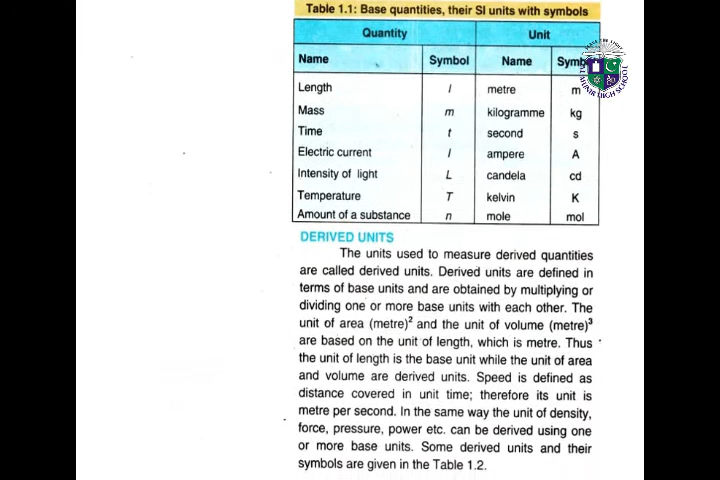 Table 1.1: Base quantities, their SI units with symbols
Quantity Unit
Name Symbol Name
Length l metre m
Mass m kilogramme kg
Time t second s
Electric current I ampere A
Intensity of light L candela cd
Temperature T kelvin K
Amount of a substance n mole mol
DERIVED UNITS
The units used to measure derived quantities
are called derived units. Derived units are defined in
terms of base units and are obtained by multiplying or
dividing one or more base units with each other. The
unit of area (metre)² and the unit of volume (metre)³
are based on the unit of length, which is metre. Thus
the unit of length is the base unit while the unit of area
and volume are derived units. Speed is defined as
distance covered in unit time; therefore its unit is
metre per second. In the same way the unit of density,
force, pressure, power etc. can be derived using one
or more base units. Some derived units and their
symbols are given in the Table 1.2.
HIGH SCHOOL